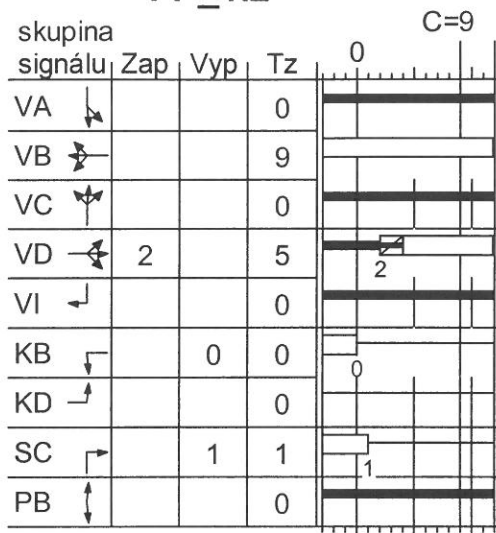 C=9
skupina
signálu Zap Vyp Tz 0
VA 0
VB 9
VC 0
VD 2 5 2
VI 0
KB 0 0 0
KD 0
SC 1 1 1
PB 0